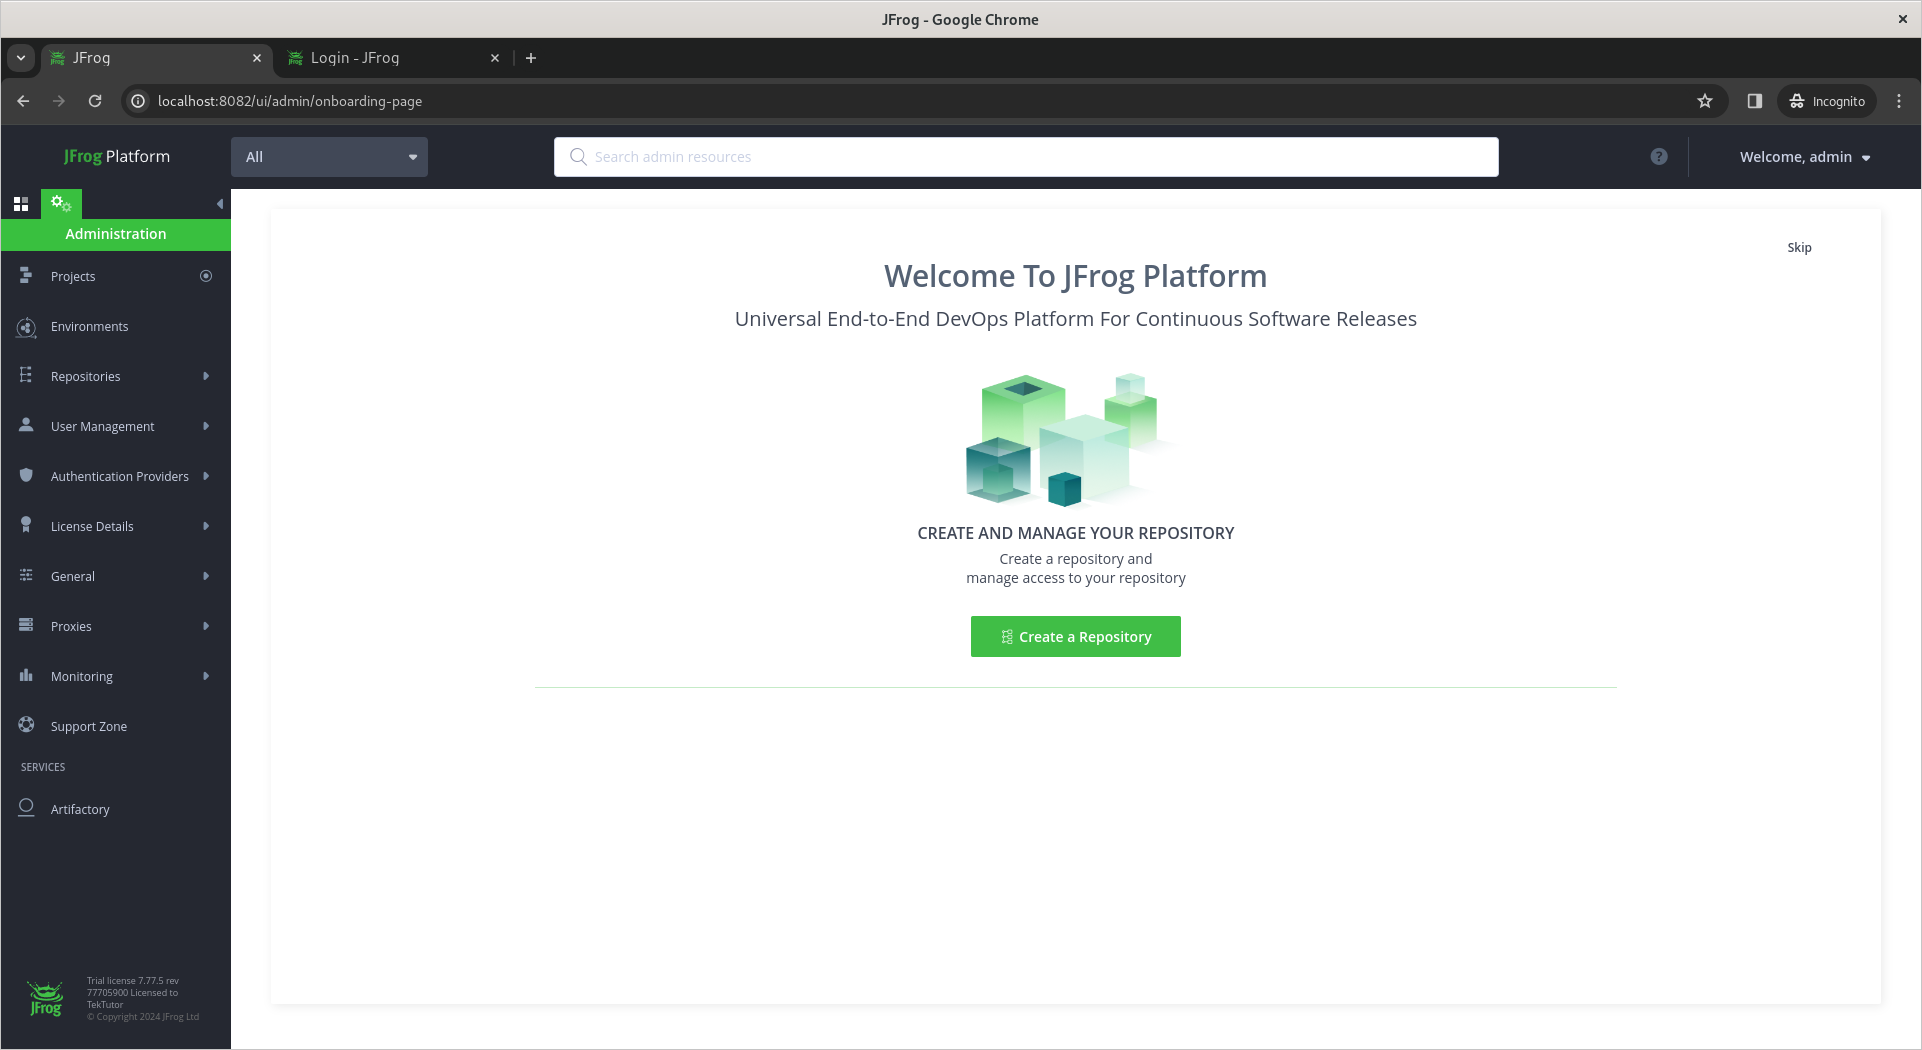 JFrog - Google Chrome
JFrog
Login - JFrog
localhost:8082/ui/admin/onboarding-page
Incognito
JFrog Platform
All
Search admin resources
?
Welcome, admin
Administration
Projects
Environments
Repositories
User Management
Authentication Providers
License Details
General
Proxies
Monitoring
Support Zone
SERVICES
Artifactory
JFrog
Trial license 7.77.5 rev
77705900 Licensed to
TekTutor
© Copyright 2024 JFrog Ltd
Skip
Welcome To JFrog Platform
Universal End-to-End DevOps Platform For Continuous Software Releases
CREATE AND MANAGE YOUR REPOSITORY
Create a repository and
manage access to your repository
Create a Repository